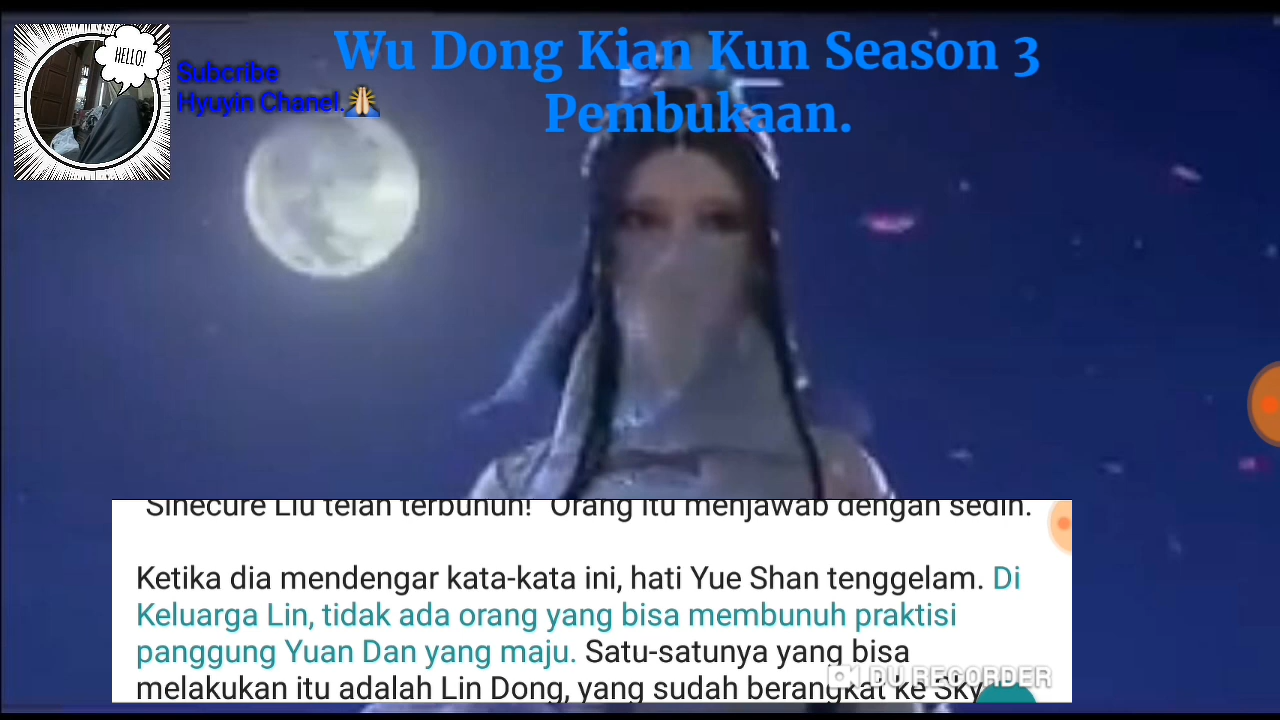 HELLO!
Subcribe
Hyuyin Chanel.🙏
Wu Dong Kian Kun Season 3
Pembukaan.
"Sinecure Liu telah terbunuh!" Orang itu menjawab dengan sedih.
Ketika dia mendengar kata-kata ini, hati Yue Shan tenggelam. Di
Keluarga Lin, tidak ada orang yang bisa membunuh praktisi
panggung Yuan Dan yang maju. Satu-satunya yang bisa
melakukan itu adalah Lin Dong, yang sudah berangkat ke Sky
DU RECORDER